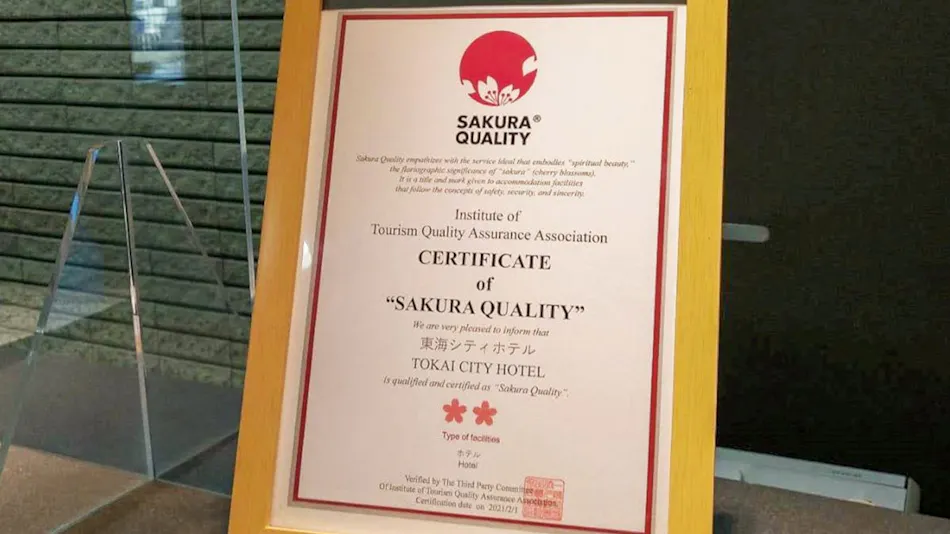 SAKURA®
QUALITY
Sakura Quality empathizes with the service ideal that embodies "spiritual beauty,"
the floriographic significance of "sakura" (cherry blossoms).
It is a title and mark given to accommodation facilities
that follow the concepts of safety, security, and sincerity.
Institute of
Tourism Quality Assurance Association
CERTIFICATE
of
“SAKURA QUALITY”
We are very pleased to inform that
東海シティホテル
TOKAI CITY HOTEL
is qualified and certified as “Sakura Quality”.
Type of facilities
ホテル
Hotel
Verified by The Third Party Committee
Of Institute of Tourism Quality Assurance Association.
Certification date on 2021/2/1